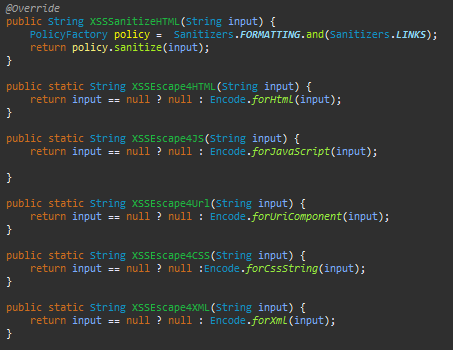 @Override
public String XSSSanitizeHTML(String input) {
    PolicyFactory policy =  Sanitizers.FORMATTING.and(Sanitizers.LINKS);
    return policy.sanitize(input);
}

public static String XSSEscape4HTML(String input) {
    return input == null ? null : Encode.forHtml(input);
}

public static String XSSEscape4JS(String input) {
    return input == null ? null : Encode.forJavaScript(input);

}

public static String XSSEscape4Url(String input) {
    return input == null ? null : Encode.forUriComponent(input);
}

public static String XSSEscape4CSS(String input) {
    return input == null ? null :Encode.forCssString(input);
}

public static String XSSEscape4XML(String input) {
    return input == null ? null : Encode.forXml(input);
}